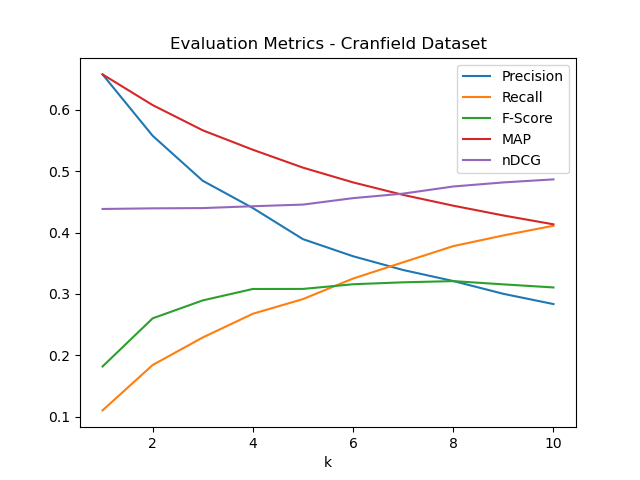 Evaluation Metrics - Cranfield Dataset
Precision
Recall
F-Score
MAP
nDCG
0.6
0.5
0.4
0.3
0.2
0.1
2 4 6 8 10
k